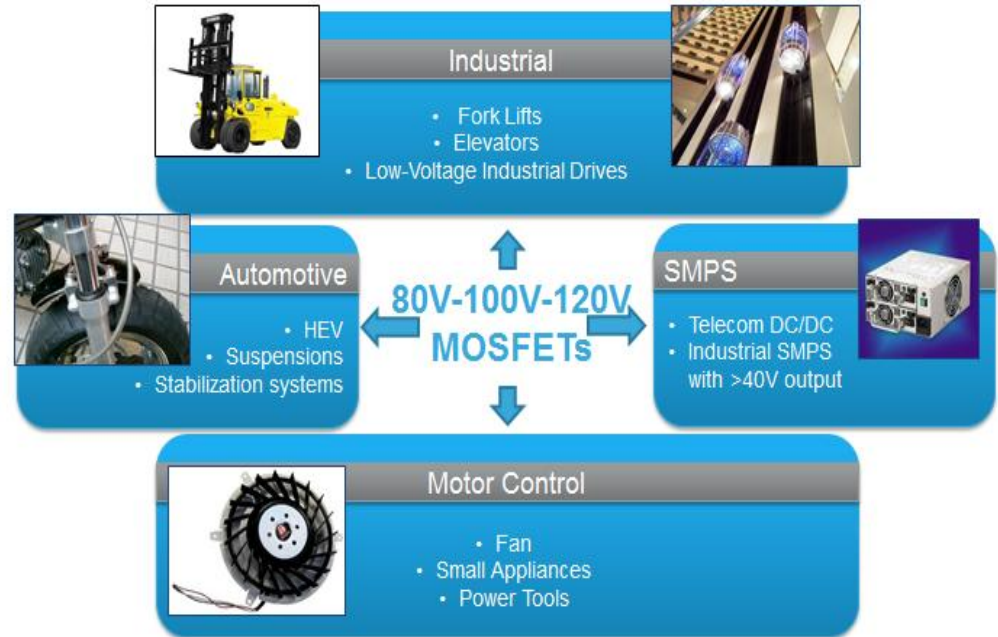 Industrial
• Fork Lifts
• Elevators
• Low-Voltage Industrial Drives
Automotive
• HEV
• Suspensions
• Stabilization systems
80V-100V-120V
MOSFETs
SMPS
• Telecom DC/DC
• Industrial SMPS
with >40V output
Motor Control
• Fan
• Small Appliances
• Power Tools